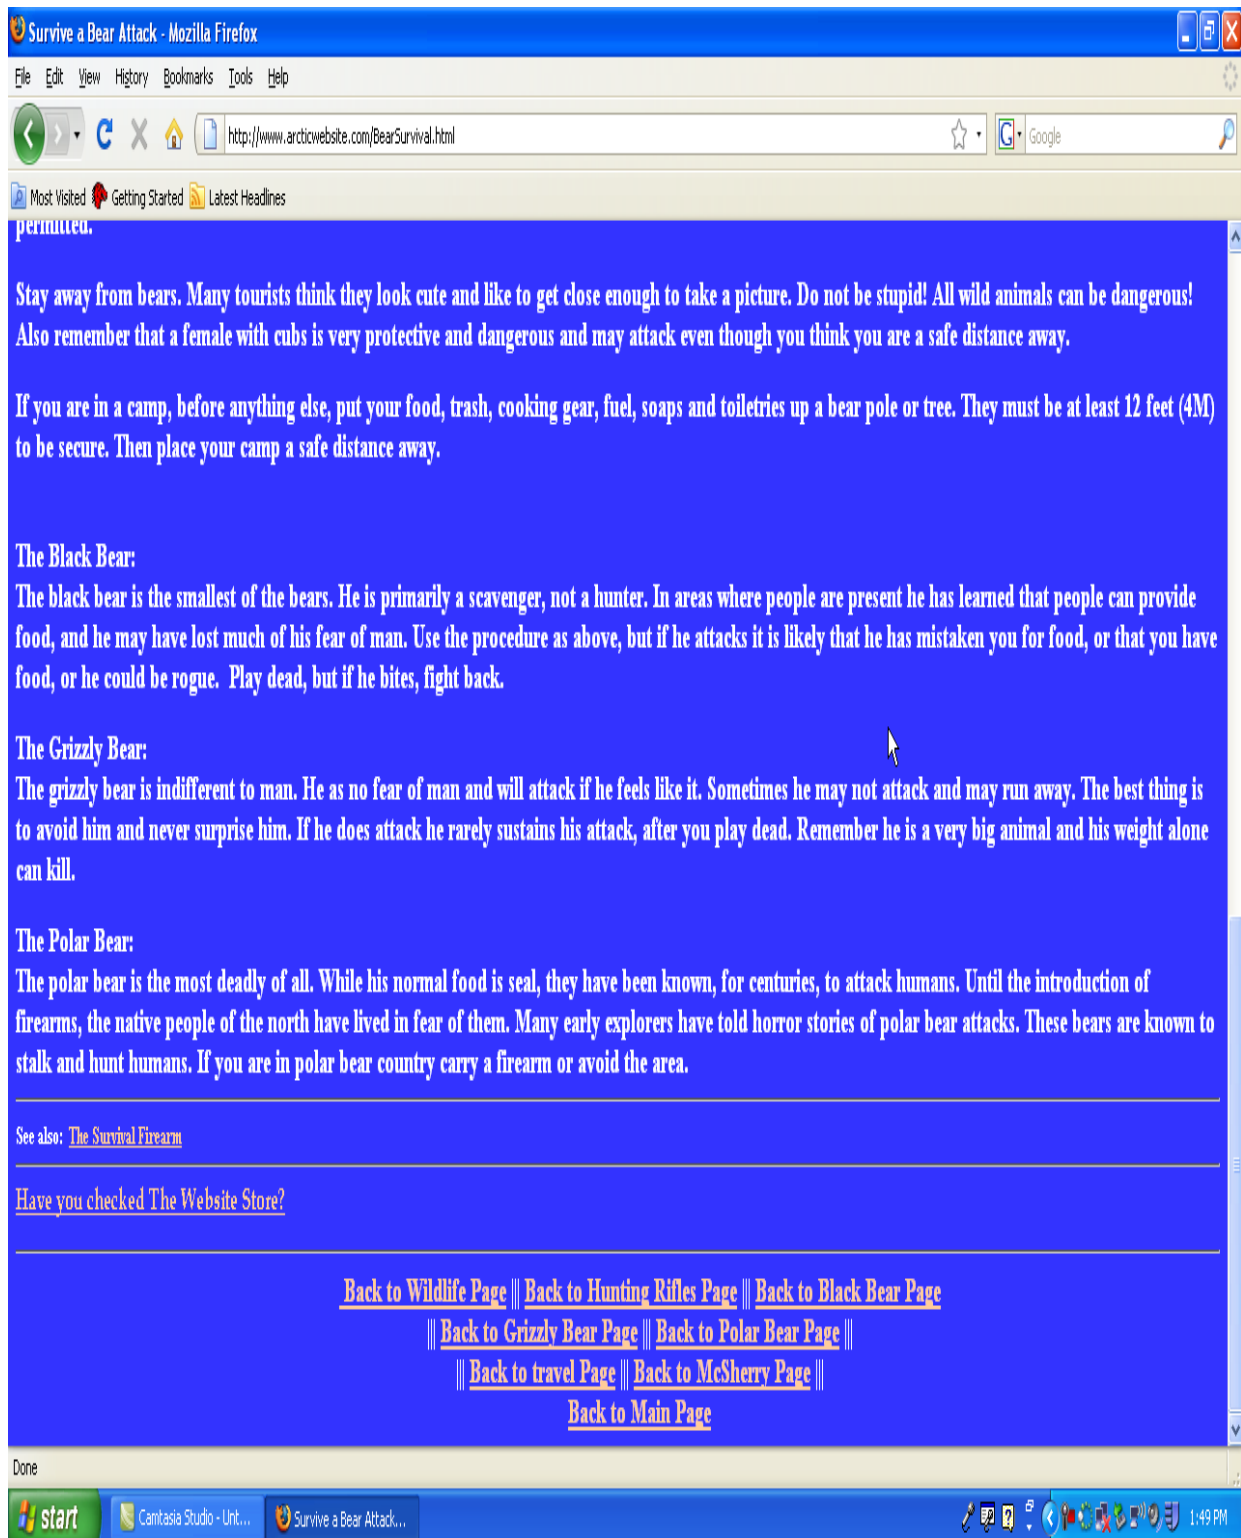 Survive a Bear Attack - Mozilla Firefox
File Edit View History Bookmarks Tools Help
http://www.arcticwebsite.com/BearSurvival.html
G Google
Most Visited Getting Started Latest Headlines
permitted.
Stay away from bears. Many tourists think they look cute and like to get close enough to take a picture. Do not be stupid! All wild animals can be dangerous!
Also remember that a female with cubs is very protective and dangerous and may attack even though you think you are a safe distance away.
If you are in a camp, before anything else, put your food, trash, cooking gear, fuel, soaps and toiletries up a bear pole or tree. They must be at least 12 feet (4M)
to be secure. Then place your camp a safe distance away.
The Black Bear:
The black bear is the smallest of the bears. He is primarily a scavenger, not a hunter. In areas where people are present he has learned that people can provide
food, and he may have lost much of his fear of man. Use the procedure as above, but if he attacks it is likely that he has mistaken you for food, or that you have
food, or he could be rogue. Play dead, but if he bites, fight back.
The Grizzly Bear:
The grizzly bear is indifferent to man. He as no fear of man and will attack if he feels like it. Sometimes he may not attack and may run away. The best thing is
to avoid him and never surprise him. If he does attack he rarely sustains his attack, after you play dead. Remember he is a very big animal and his weight alone
can kill.
The Polar Bear:
The polar bear is the most deadly of all. While his normal food is seal, they have been known, for centuries, to attack humans. Until the introduction of
firearms, the native people of the north have lived in fear of them. Many early explorers have told horror stories of polar bear attacks. These bears are known to
stalk and hunt humans. If you are in polar bear country carry a firearm or avoid the area.
See also: The Survival Firearm
Have you checked The Website Store?
Back to Wildlife Page ||| Back to Hunting Rifles Page ||| Back to Black Bear Page
||| Back to Grizzly Bear Page ||| Back to Polar Bear Page |||
||| Back to travel Page ||| Back to McSherry Page |||
Back to Main Page
Done
start Camtasia Studio - Unt... Survive a Bear Attack... 1:49 PM